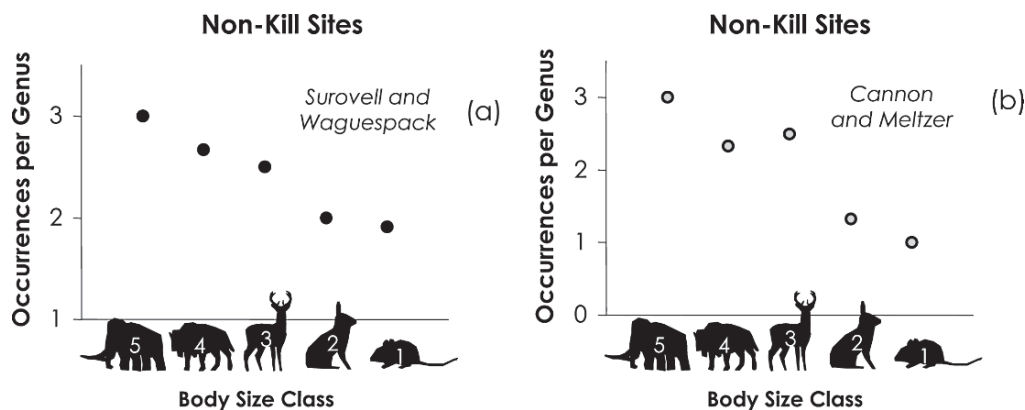 Non-Kill Sites
Occurrences per Genus
3
2
1
Surovell and
Waguespack
(a)
5
4
3
2
1
Body Size Class
Non-Kill Sites
Occurrences per Genus
3
2
1
0
Cannon
and Meltzer
(b)
5
4
3
2
1
Body Size Class